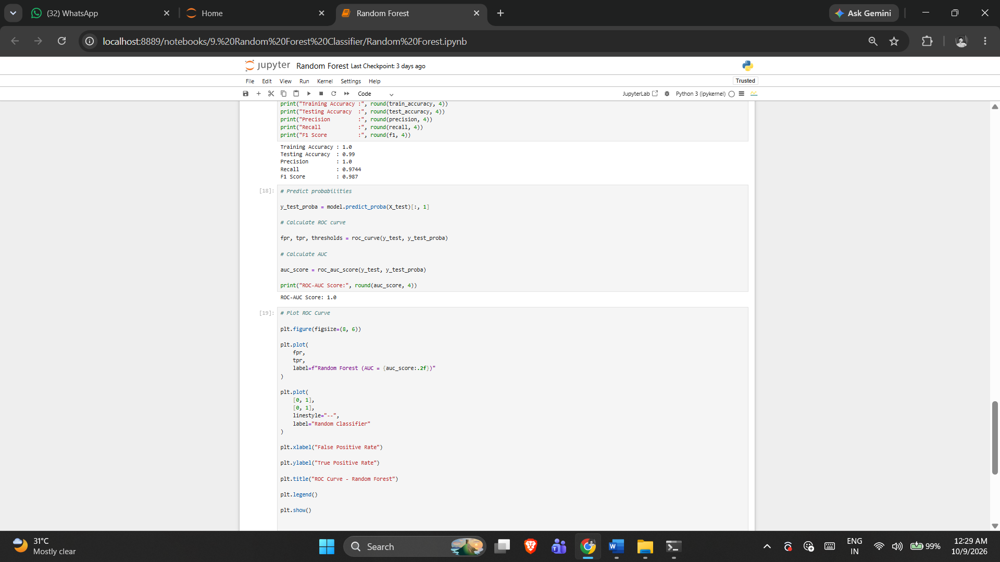 (32) WhatsApp
Home
Random Forest
Ask Gemini
localhost:8889/notebooks/9.%20Random%20Forest%20Classifier/Random%20Forest.ipynb
jupyter Random Forest Last Checkpoint: 3 days ago
File Edit View Run Kernel Settings Help
Trusted
Code
JupyterLab
Python 3 (ipykernel)
print("Training Accuracy :", round(train_accuracy, 4))
print("Testing Accuracy  :", round(test_accuracy, 4))
print("Precision         :", round(precision, 4))
print("Recall            :", round(recall, 4))
print("F1 Score          :", round(f1, 4))
Training Accuracy : 1.0
Testing Accuracy  : 0.99
Precision         : 1.0
Recall            : 0.9744
F1 Score          : 0.987
[18]: # Predict probabilities
y_test_proba = model.predict_proba(X_test)[:, 1]
# Calculate ROC curve
fpr, tpr, thresholds = roc_curve(y_test, y_test_proba)
# Calculate AUC
auc_score = roc_auc_score(y_test, y_test_proba)
print("ROC-AUC Score:", round(auc_score, 4))
ROC-AUC Score: 1.0
[19]: # Plot ROC Curve
plt.figure(figsize=(8, 6))
plt.plot(
    fpr,
    tpr,
    label=f"Random Forest (AUC = {auc_score:.2f})"
)
plt.plot(
    [0, 1],
    [0, 1],
    linestyle="--",
    label="Random Classifier"
)
plt.xlabel("False Positive Rate")
plt.ylabel("True Positive Rate")
plt.title("ROC Curve - Random Forest")
plt.legend()
plt.show()
31°C
Mostly clear
Search
ENG
IN
99%
12:29 AM
10/9/2026